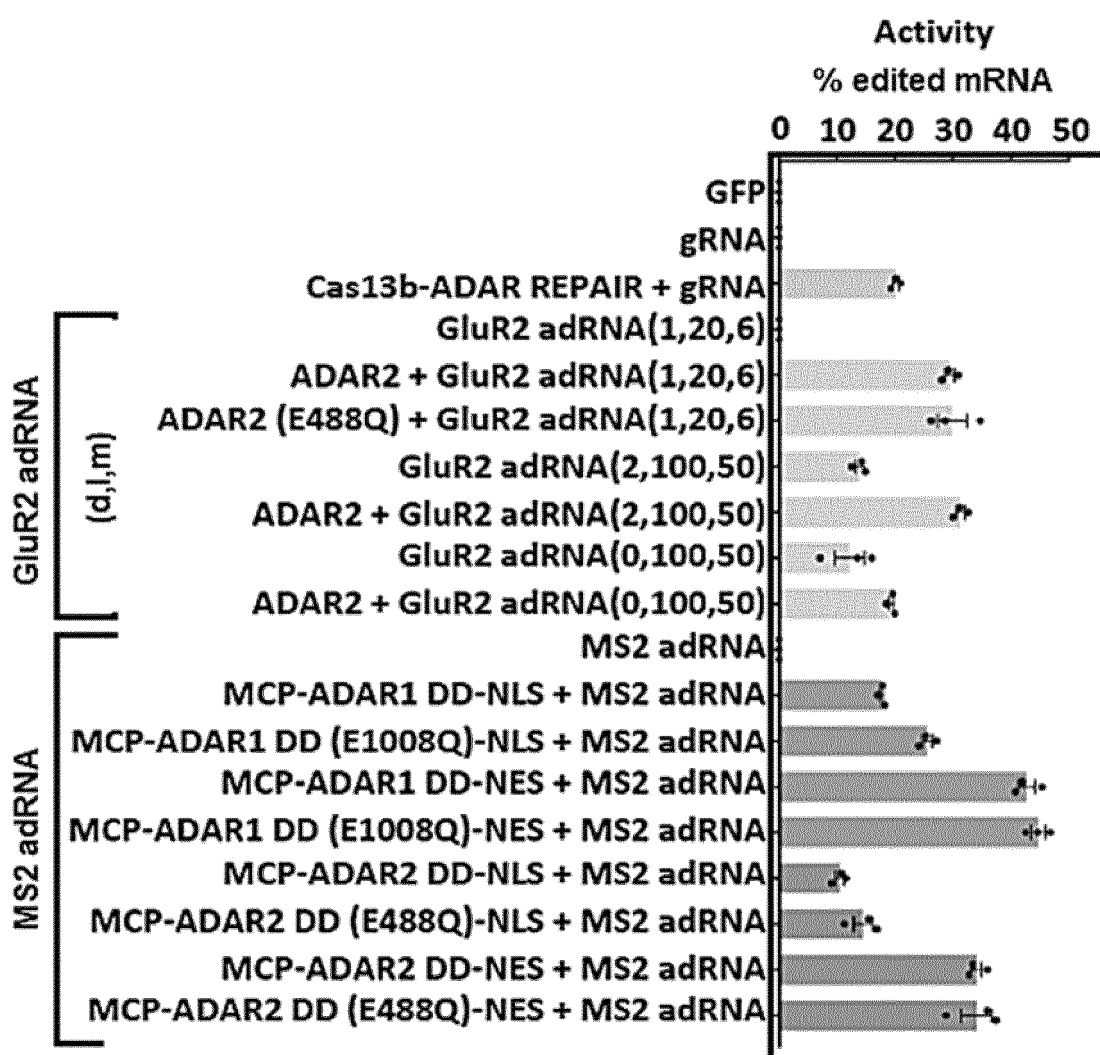 Activity
% edited mRNA
0 10 20 30 40 50
GFP
gRNA
Cas13b-ADAR REPAIR + gRNA
GluR2 adRNA(1,20,6)
ADAR2 + GluR2 adRNA(1,20,6)
ADAR2 (E488Q) + GluR2 adRNA(1,20,6)
GluR2 adRNA(2,100,50)
ADAR2 + GluR2 adRNA(2,100,50)
GluR2 adRNA(0,100,50)
ADAR2 + GluR2 adRNA(0,100,50)
MS2 adRNA
MCP-ADAR1 DD-NLS + MS2 adRNA
MCP-ADAR1 DD (E1008Q)-NLS + MS2 adRNA
MCP-ADAR1 DD-NES + MS2 adRNA
MCP-ADAR1 DD (E1008Q)-NES + MS2 adRNA
MCP-ADAR2 DD-NLS + MS2 adRNA
MCP-ADAR2 DD (E488Q)-NLS + MS2 adRNA
MCP-ADAR2 DD-NES + MS2 adRNA
MCP-ADAR2 DD (E488Q)-NES + MS2 adRNA
GluR2 adRNA
(d,l,m)
MS2 adRNA